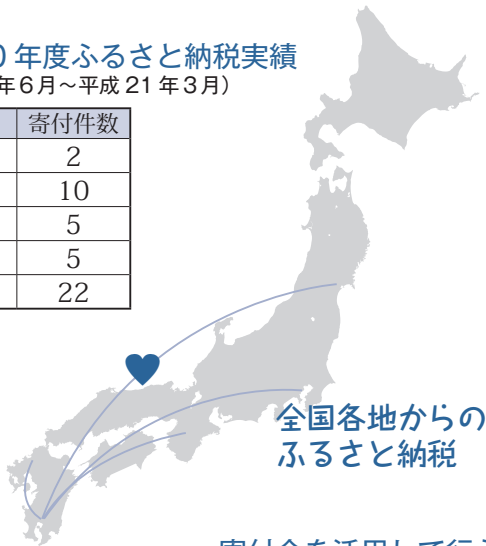 0年度ふるさと納税実績
年6月～平成21年3月）
寄付件数
2
10
5
5
22
全国各地からの
ふるさと納税